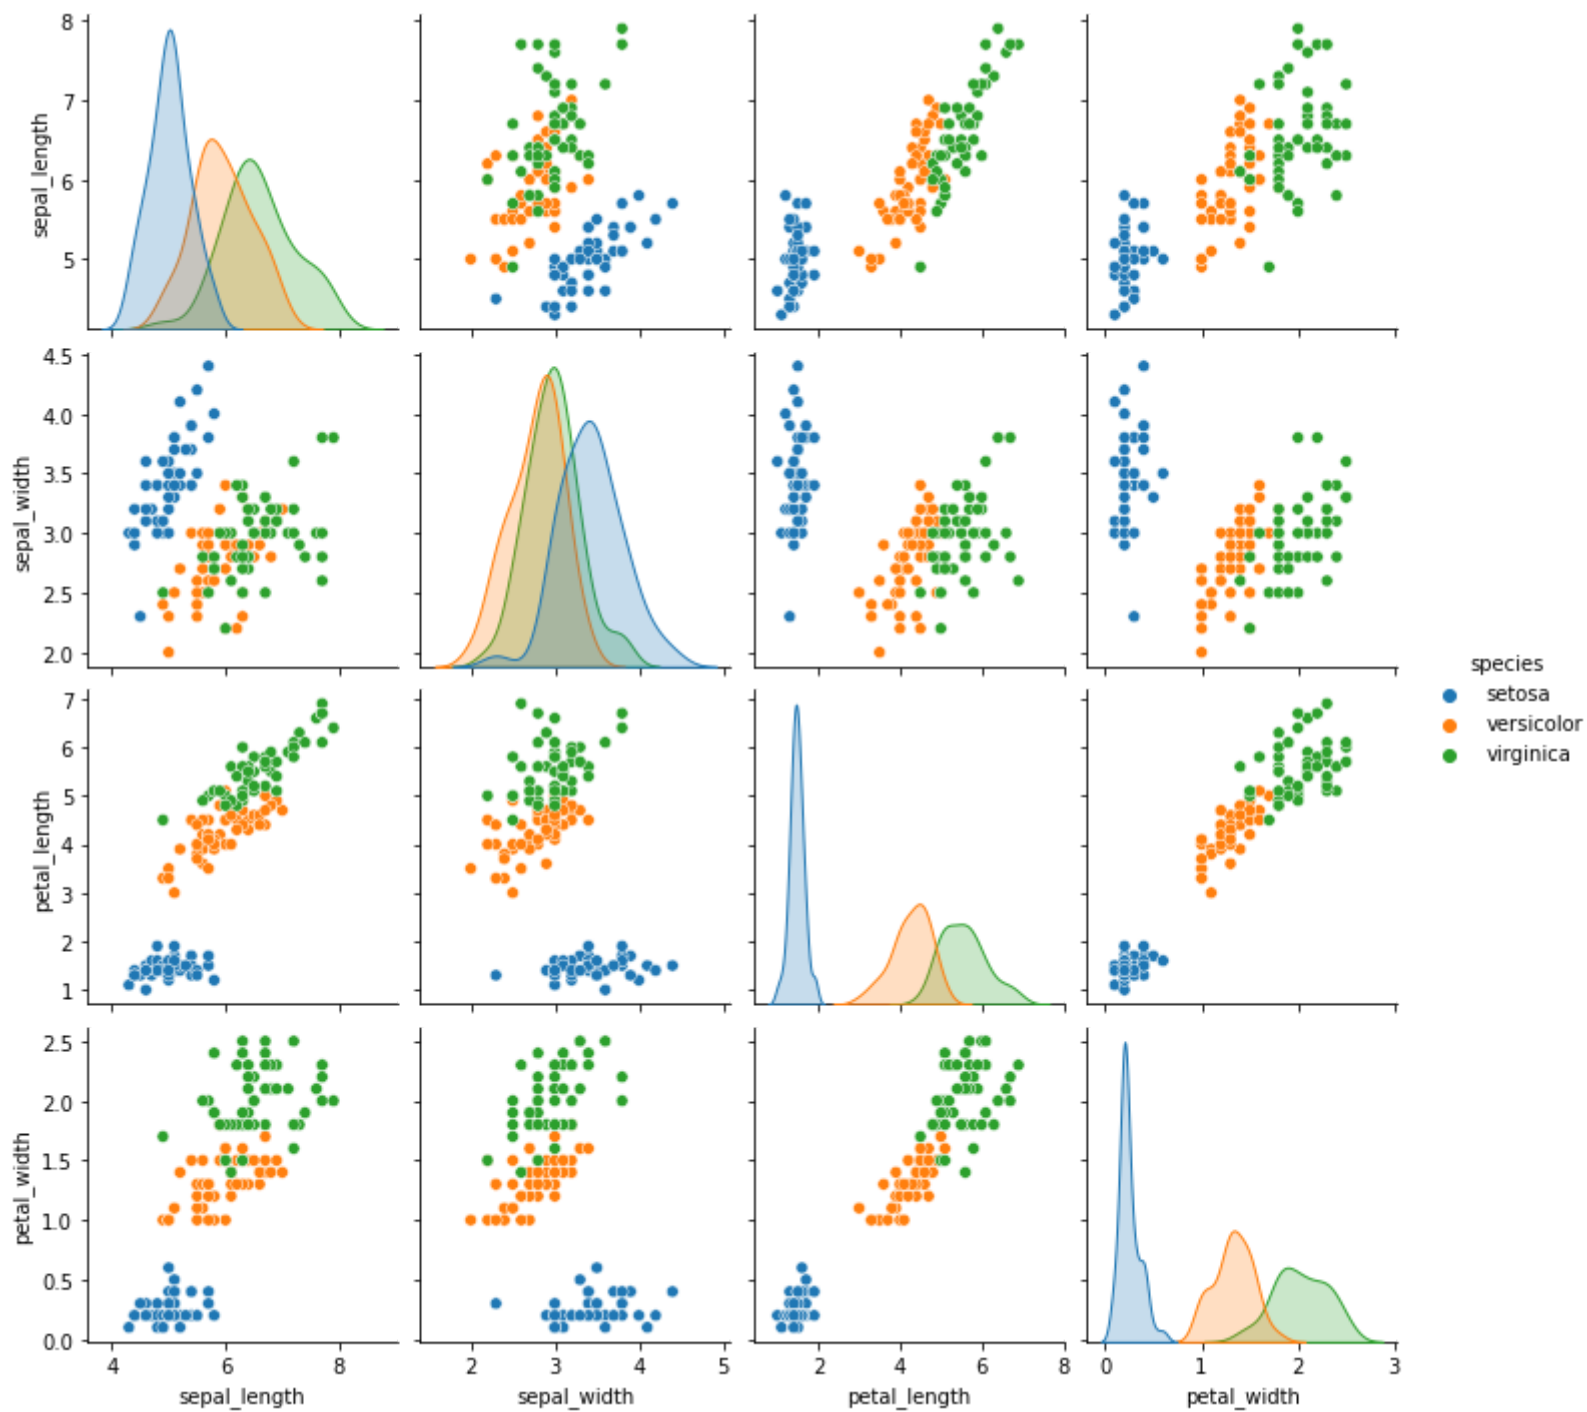 8
7
6
5
sepal_length
4.5
4.0
3.5
3.0
2.5
2.0
sepal_width
species
setosa
versicolor
virginica
7
6
5
4
3
2
1
petal_length
2.5
2.0
1.5
1.0
0.5
0.0
petal_width
4 6 8
2 3 4 5
2 4 6 8
0 1 2 3
sepal_length
sepal_width
petal_length
petal_width